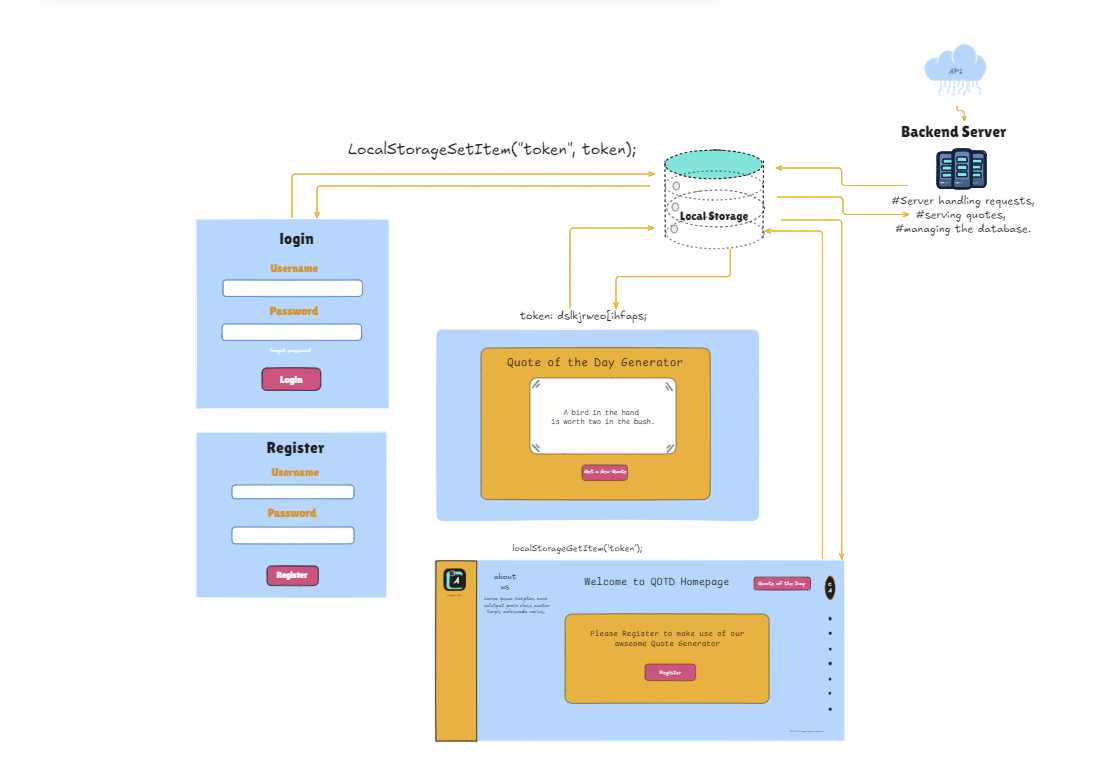 API
Backend Server
#Server handling requests,
#serving quotes,
#managing the database.
LocalStorageSetItem("token", token);
Local Storage
login
Username
Password
forgot password
Login
token: dslkjrweo[ihfaps;
Quote of the Day Generator
A bird in the hand
is worth two in the bush.
Get a New Quote
Register
Username
Password
Register
localStorageGetItem('token');
A
about
us
Welcome to QOTD Homepage
Quote of the Day
Lorem ipsum inceptos nunc
volutpat proin class auctor
turpis malesuada varius,
Please Register to make use of our
awseome Quote Generator
Register